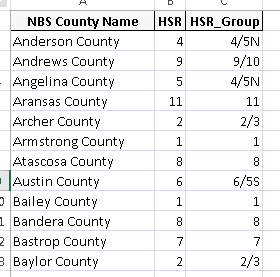 A B C
NBS County Name HSR HSR_Group
Anderson County 4 4/5N
Andrews County 9 9/10
Angelina County 5 4/5N
Aransas County 11 11
Archer County 2 2/3
Armstrong County 1 1
Atascosa County 8 8
Austin County 6 6/5S
Bailey County 1 1
Bandera County 8 8
Bastrop County 7 7
Baylor County 2 2/3